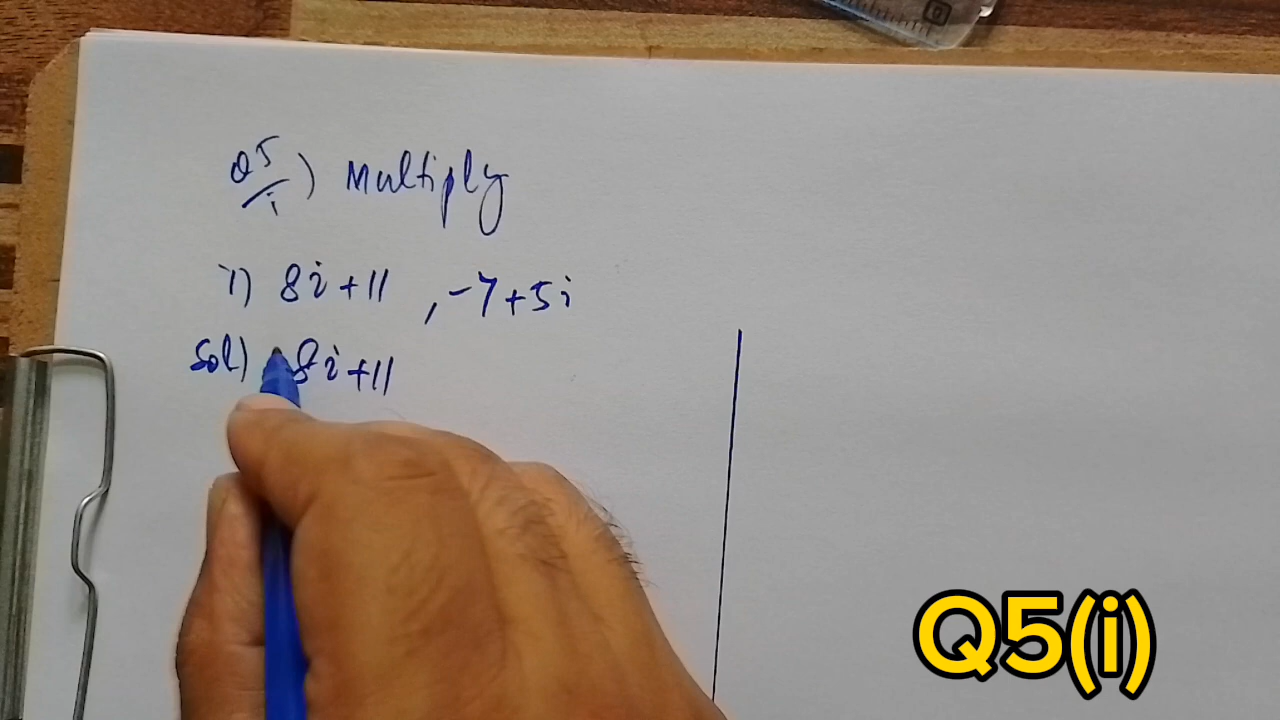 Q5/i) Multiply
i) 8i+11 , -7+5i
Sol) 8i+11
Q5(i)